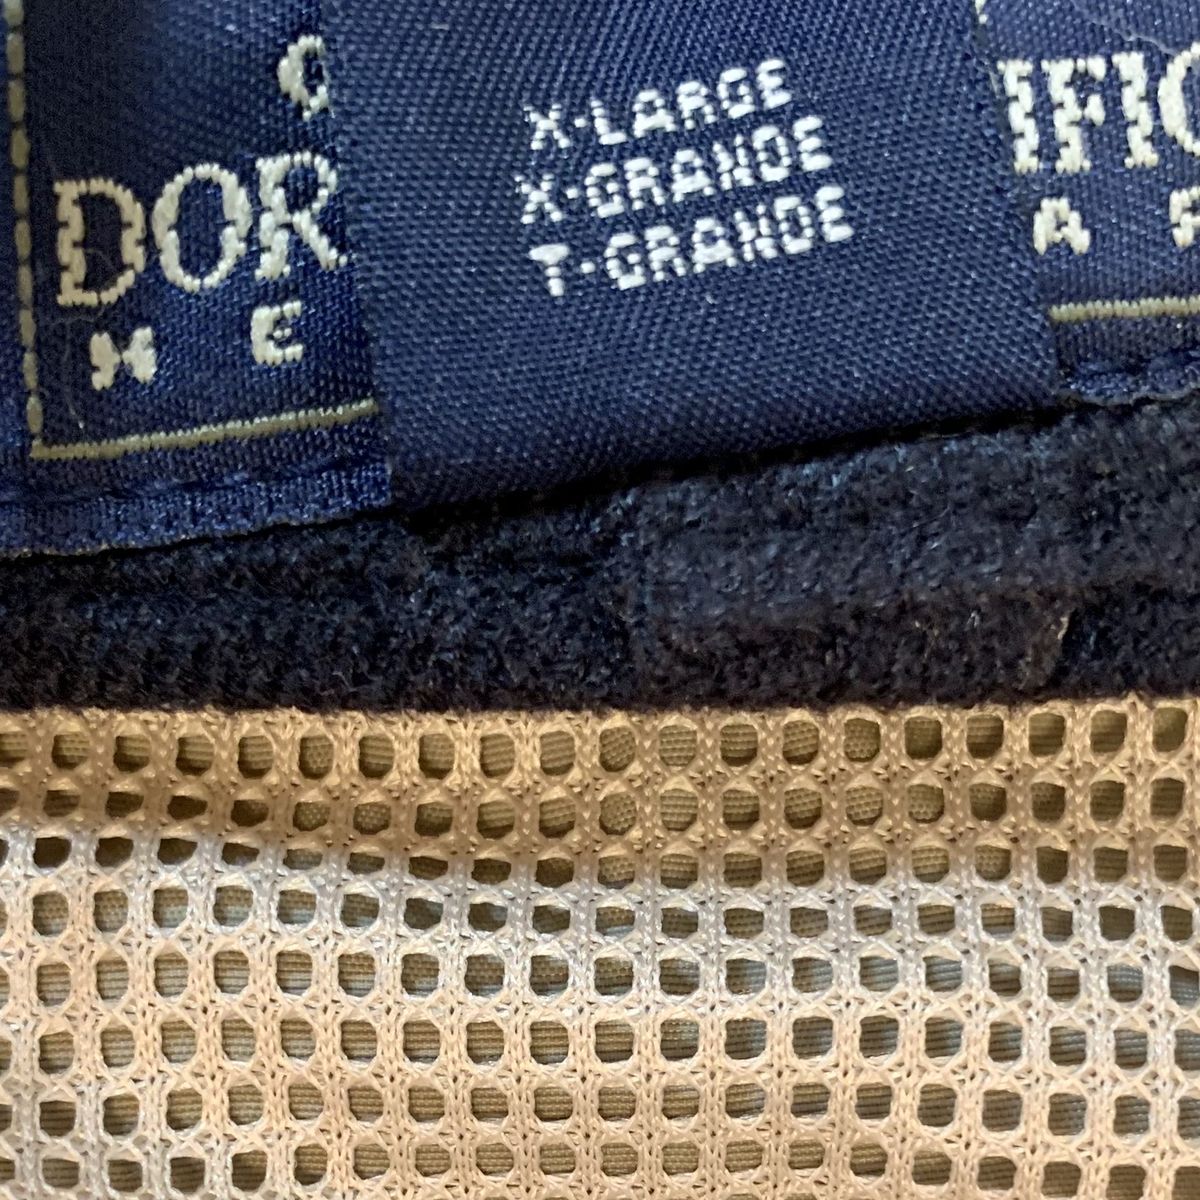 X-LARGE
X-GRANDE
T-GRANDE
DOR
IFIC
H E
A